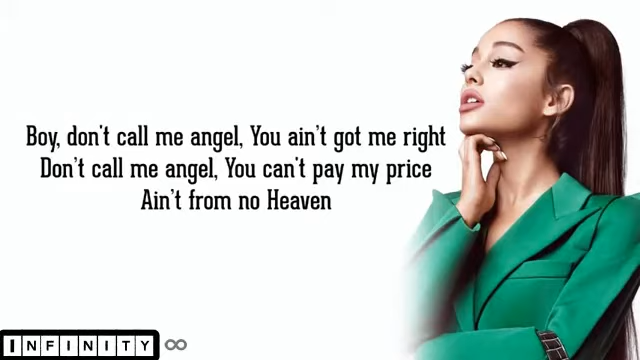 Boy, don't call me angel, You ain't got me right
Don't call me angel, You can't pay my price
Ain't from no Heaven
INFINITY ∞